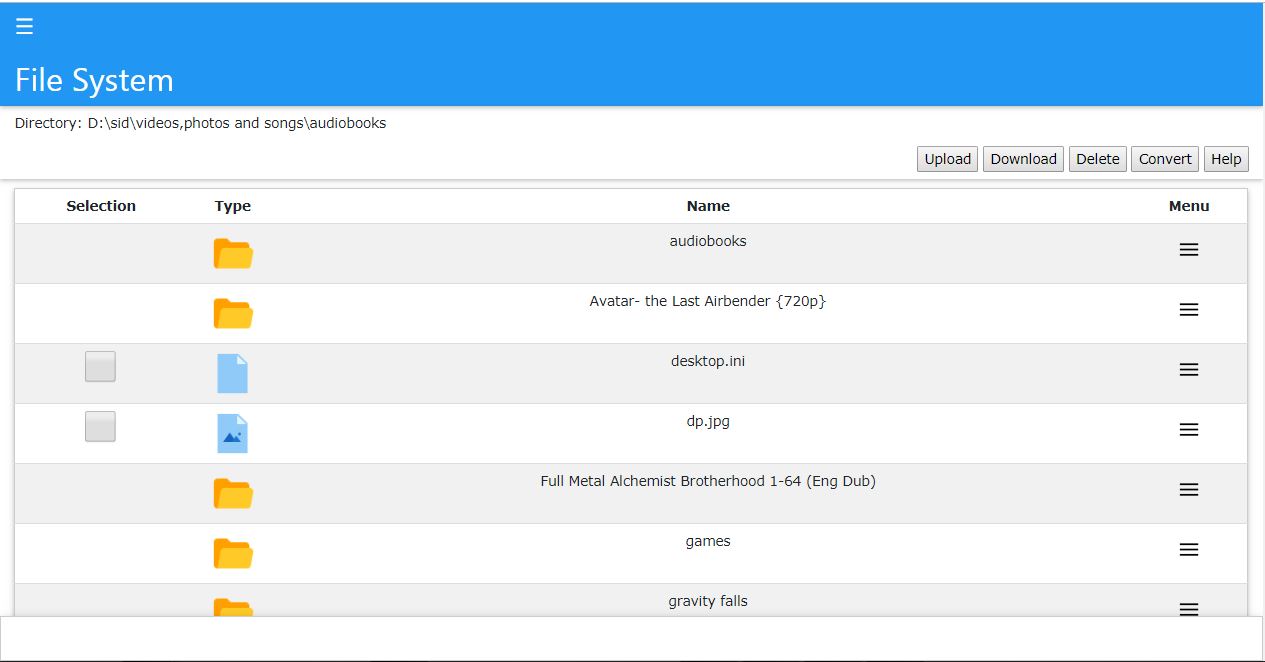 File System
Directory: D:\sid\videos,photos and songs\audiobooks
Upload Download Delete Convert Help
Selection Type Name Menu
audiobooks
Avatar- the Last Airbender {720p}
desktop.ini
dp.jpg
Full Metal Alchemist Brotherhood 1-64 (Eng Dub)
games
gravity falls